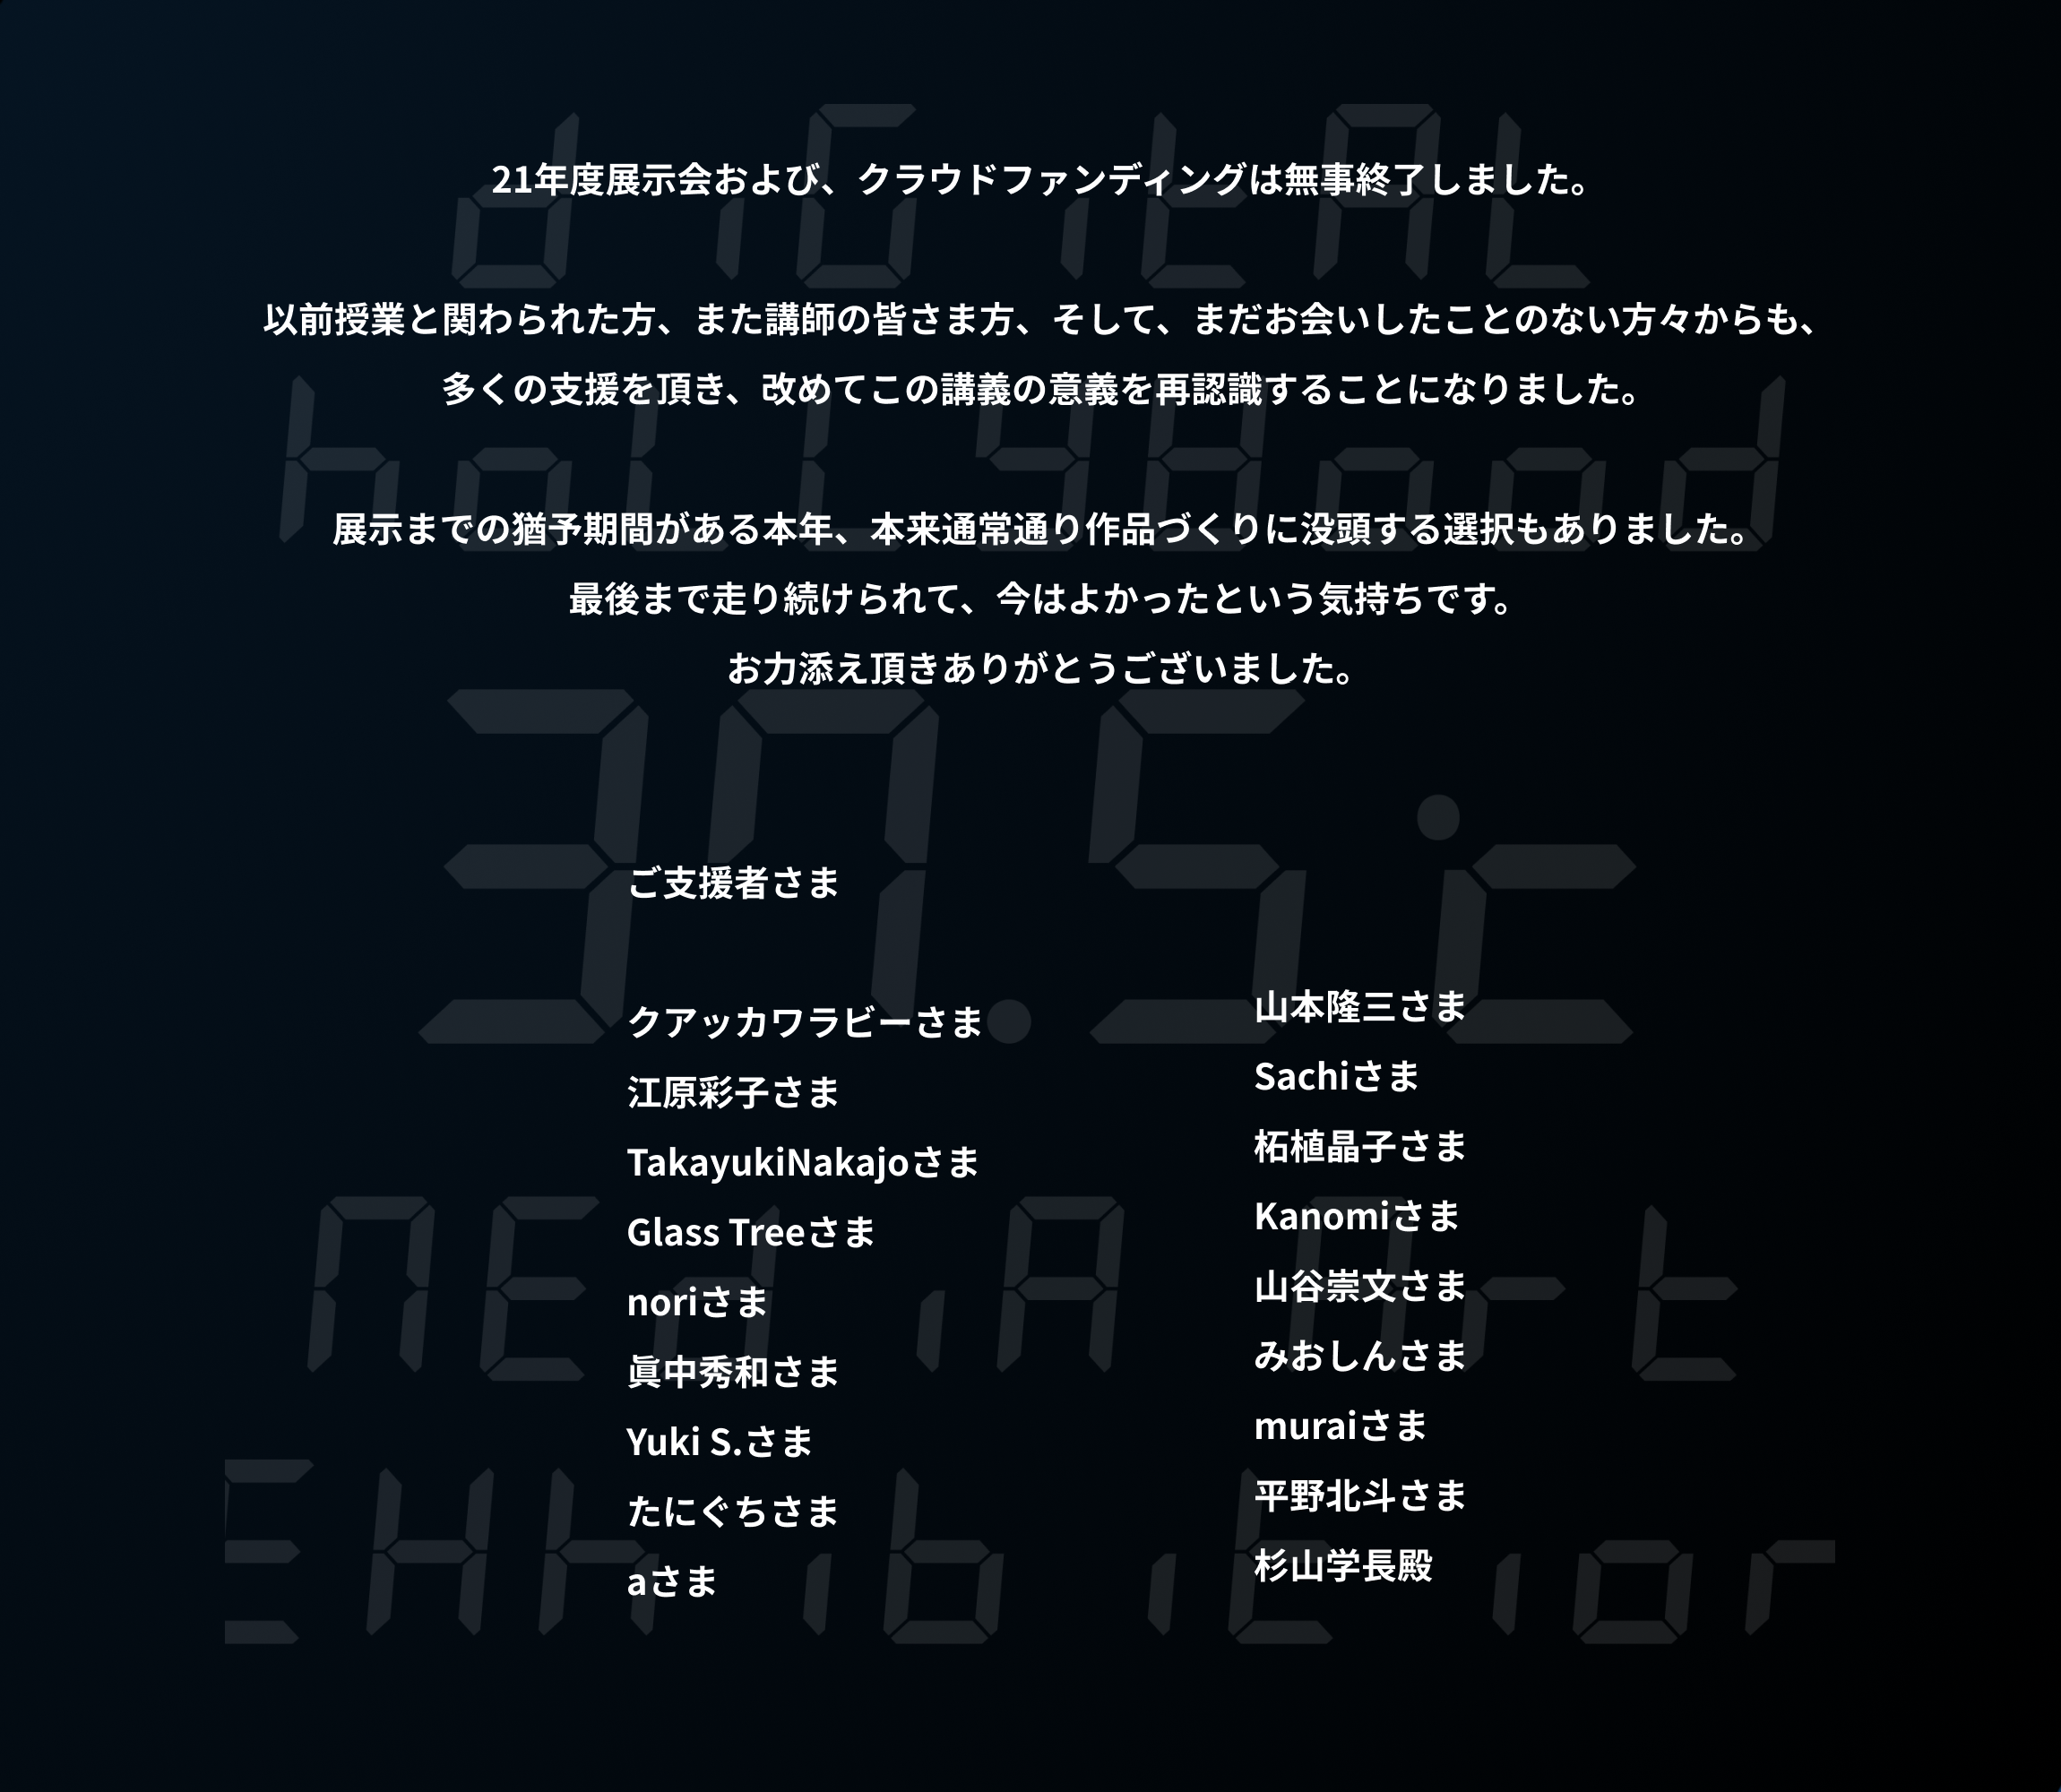 21年度展示会および、クラウドファンディングは無事終了しました。
以前授業と関わられた方、また講師の皆さま方、そして、まだお会いしたことのない方々からも、
多くの支援を頂き、改めてこの講義の意義を再認識することになりました。
展示までの猶予期間がある本年、本来通常通り作品づくりに没頭する選択もありました。
最後まで走り続けられて、今はよかったという気持ちです。
お力添え頂きありがとうございました。
ご支援者さま
クアッカワラビーさま
江原彩子さま
TakayukiNakajoさま
Glass Treeさま
noriさま
眞中秀和さま
Yuki S.さま
たにぐちさま
aさま
山本隆三さま
Sachiさま
柘植晶子さま
Kanomiさま
山谷崇文さま
みおしんさま
muraiさま
平野北斗さま
杉山学長殿
diGitAL